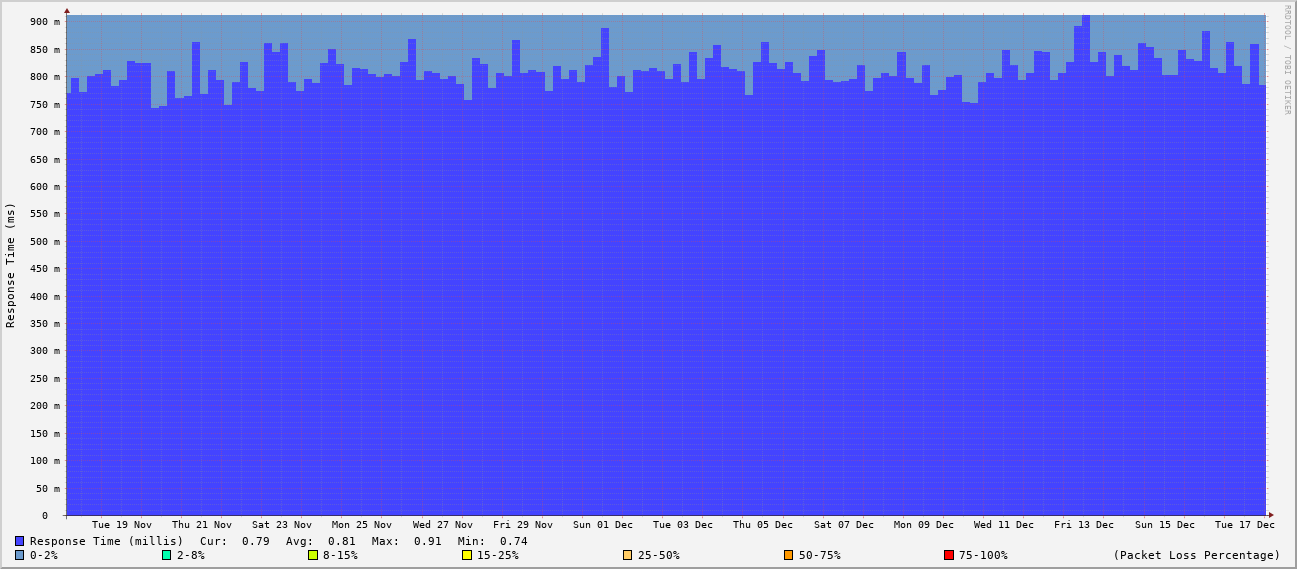 RRDTOOL / TOBI OETIKER
Response Time (ms)
900 m
850 m
800 m
750 m
700 m
650 m
600 m
550 m
500 m
450 m
400 m
350 m
300 m
250 m
200 m
150 m
100 m
50 m
0
Tue 19 Nov Thu 21 Nov Sat 23 Nov Mon 25 Nov Wed 27 Nov Fri 29 Nov Sun 01 Dec Tue 03 Dec Thu 05 Dec Sat 07 Dec Mon 09 Dec Wed 11 Dec Fri 13 Dec Sun 15 Dec Tue 17 Dec
Response Time (millis) Cur: 0.79 Avg: 0.81 Max: 0.91 Min: 0.74
0-2% 2-8% 8-15% 15-25% 25-50% 50-75% 75-100% (Packet Loss Percentage)